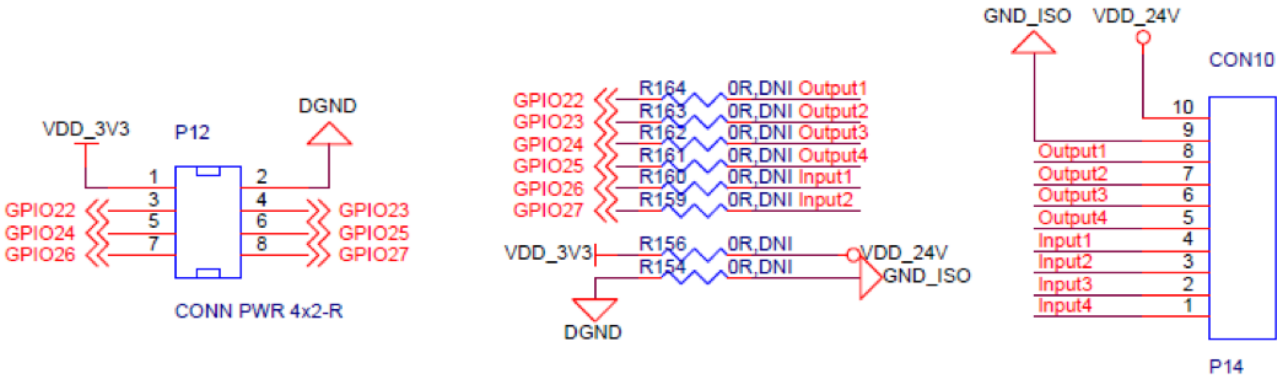 VDD_3V3
P12
DGND
1
2
GPIO22
3
4
GPIO23
GPIO24
5
6
GPIO25
GPIO26
7
8
GPIO27
CONN PWR 4x2-R
GPIO22
R164
0R,DNI
Output1
GPIO23
R163
0R,DNI
Output2
GPIO24
R162
0R,DNI
Output3
GPIO25
R161
0R,DNI
Output4
GPIO26
R160
0R,DNI
Input1
GPIO27
R159
0R,DNI
Input2
VDD_3V3
R156
0R,DNI
VDD_24V
R154
0R,DNI
GND_ISO
DGND
GND_ISO
VDD_24V
CON10
10
9
Output1
8
Output2
7
Output3
6
Output4
5
Input1
4
Input2
3
Input3
2
Input4
1
P14